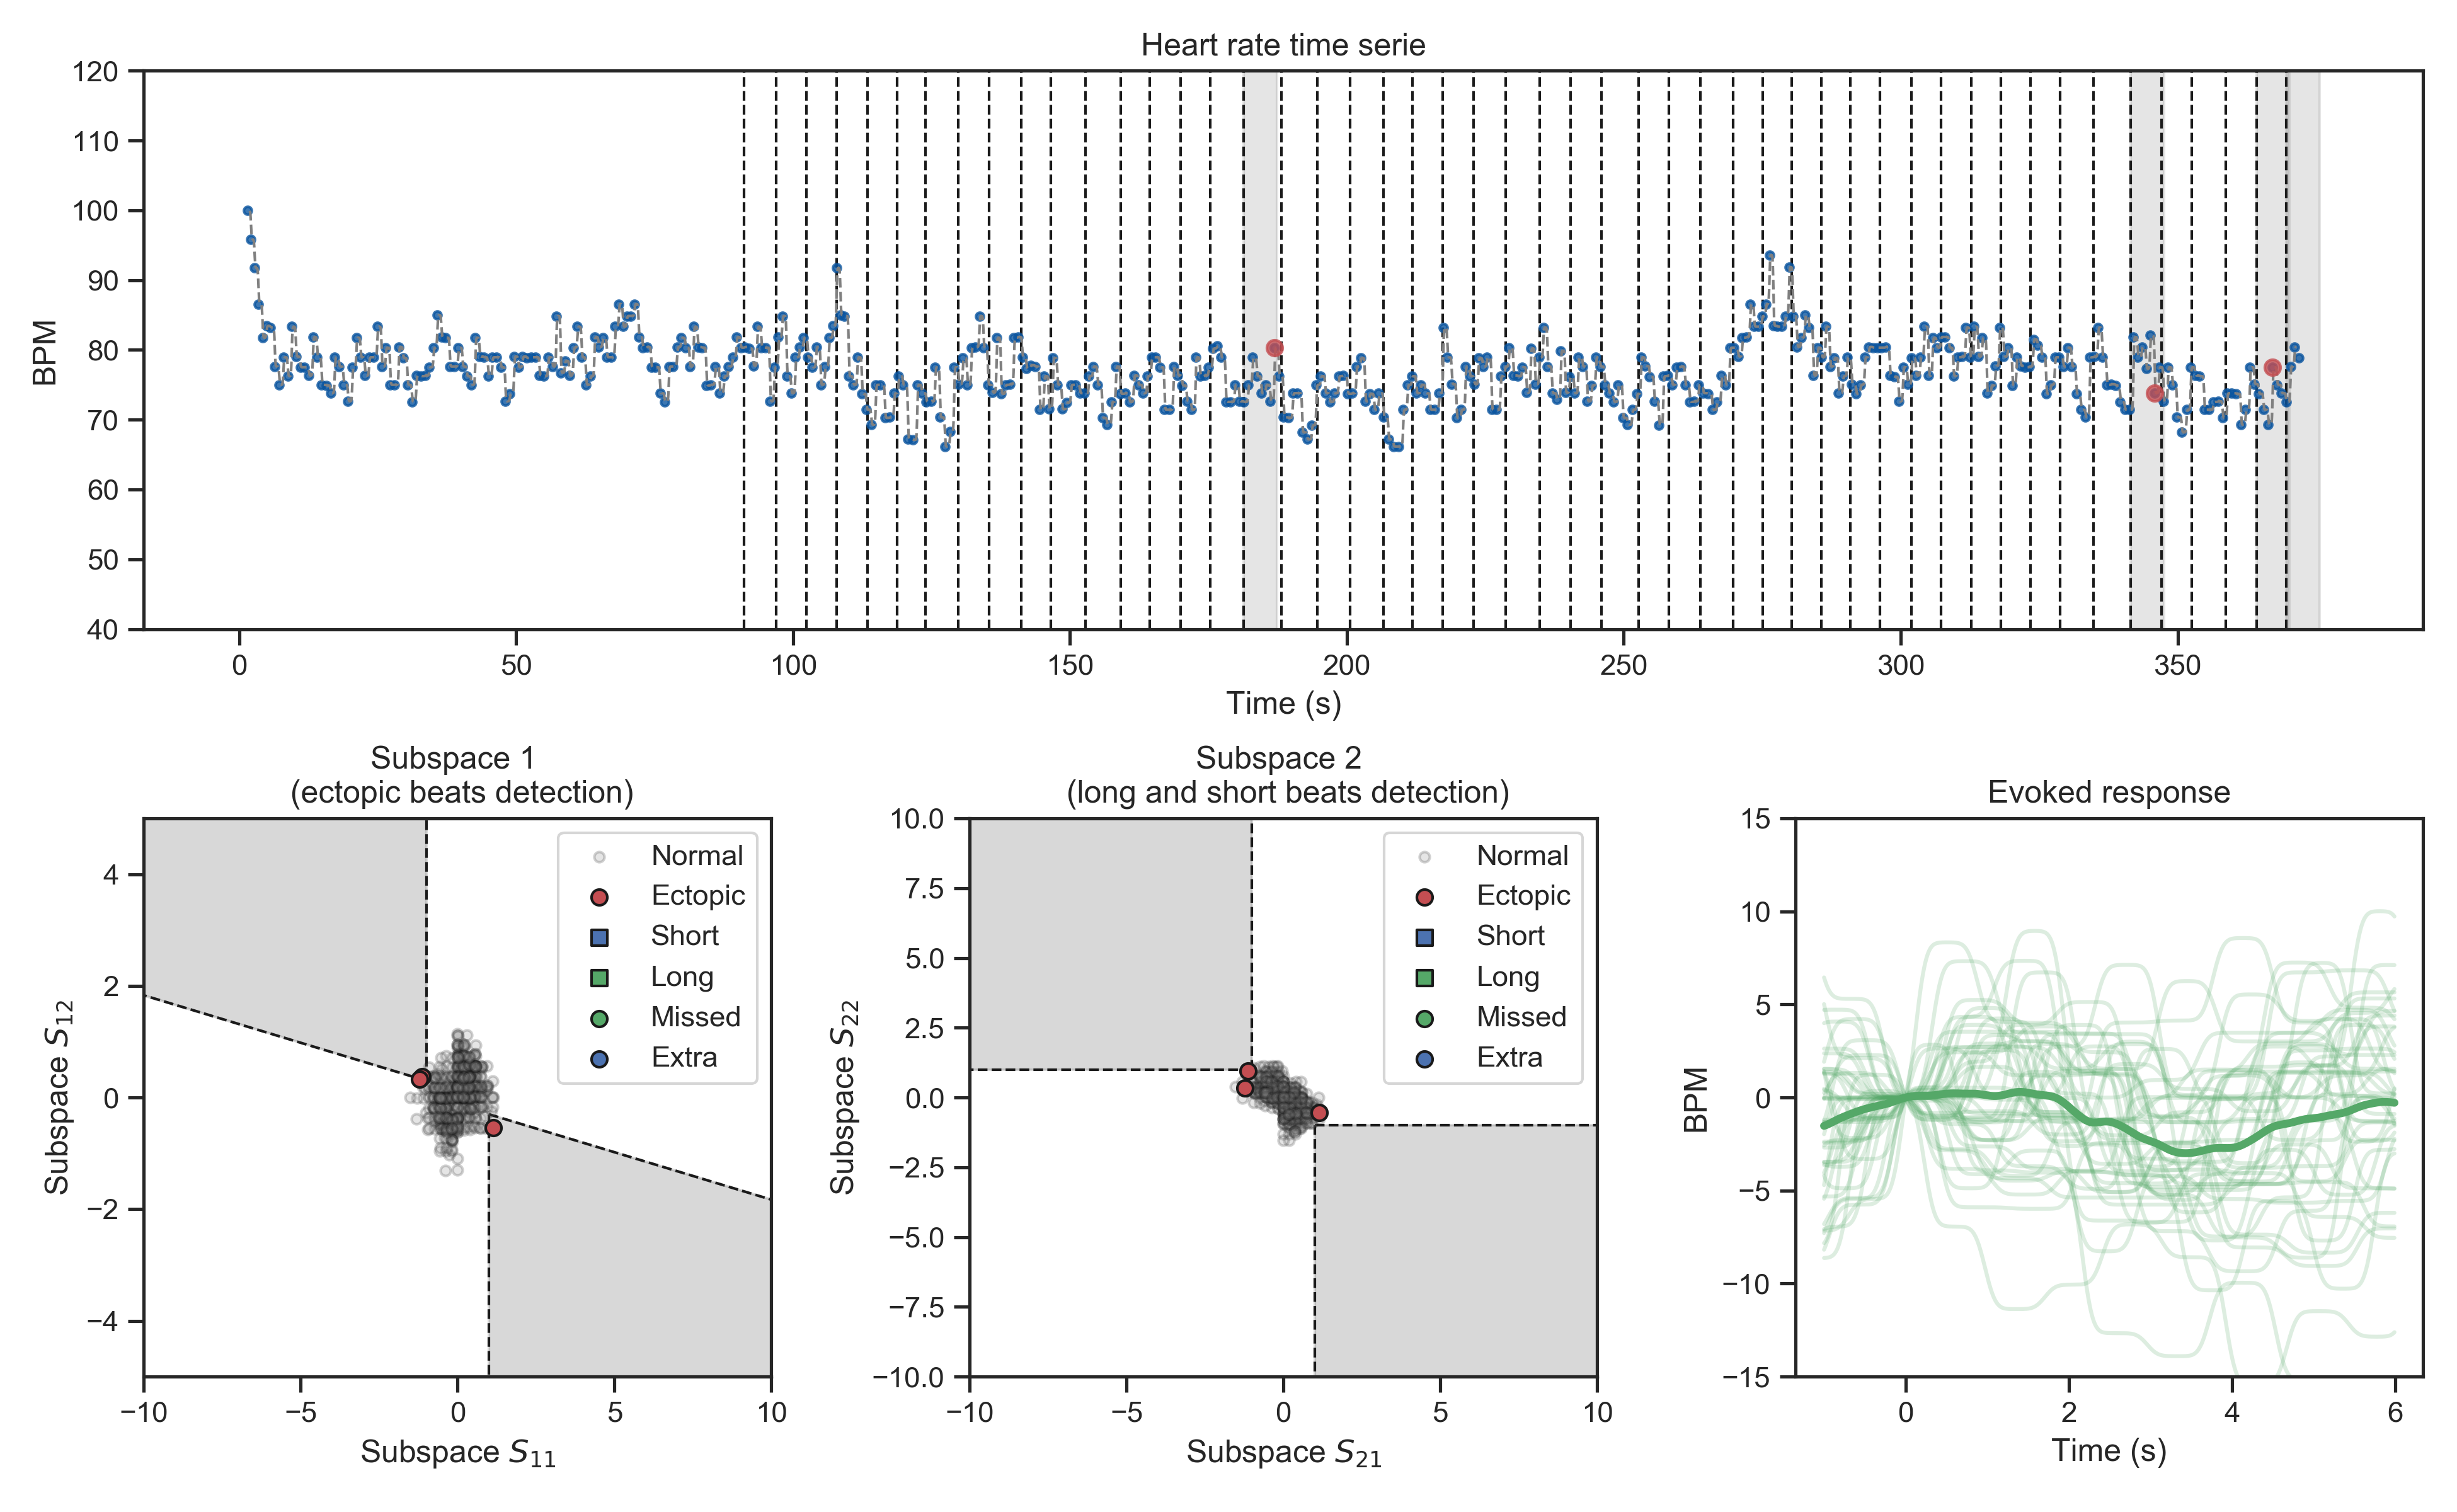 Heart rate time serie
120
110
100
90
80
70
60
50
40
BPM
0 50 100 150 200 250 300 350
Time (s)
Subspace 1
(ectopic beats detection)
4
2
0
−2
−4
Subspace S12
Normal
Ectopic
Short
Long
Missed
Extra
−10 −5 0 5 10
Subspace S11
Subspace 2
(long and short beats detection)
10.0
7.5
5.0
2.5
0.0
−2.5
−5.0
−7.5
−10.0
Subspace S22
Normal
Ectopic
Short
Long
Missed
Extra
−10 −5 0 5 10
Subspace S21
Evoked response
15
10
5
0
−5
−10
−15
BPM
0 2 4 6
Time (s)